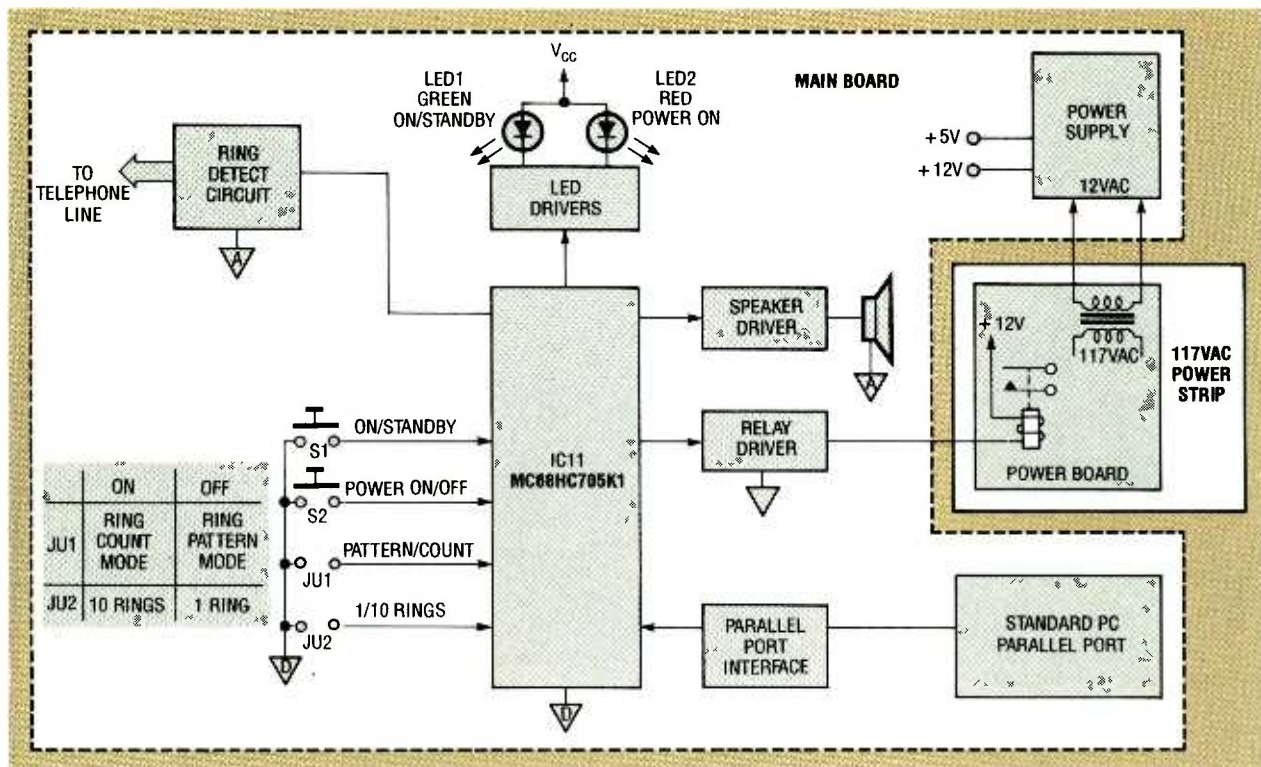 MAIN BOARD
V_CC
LED1
GREEN
ON/STANDBY
LED2
RED
POWER ON
LED
DRIVERS
TO
TELEPHONE
LINE
RING
DETECT
CIRCUIT
A
POWER
SUPPLY
12VAC
+5V
+12V
117VAC
POWER
STRIP
+12V
117VAC
POWER BOARD
SPEAKER
DRIVER
A
RELAY
DRIVER
IC11
MC68HC705K1
D
ON/STANDBY
S1
POWER ON/OFF
S2
PATTERN/COUNT
JU1
1/10 RINGS
JU2
D
ON OFF
JU1 RING COUNT MODE RING PATTERN MODE
JU2 10 RINGS 1 RING
PARALLEL
PORT
INTERFACE
STANDARD PC
PARALLEL PORT